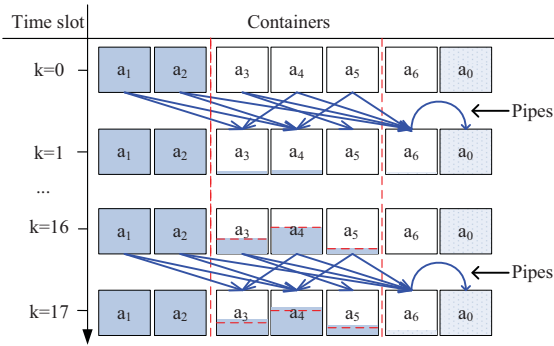 Time slot Containers
k=0 a1 a2 a3 a4 a5 a6 a0
Pipes
k=1 a1 a2 a3 a4 a5 a6 a0
...
k=16 a1 a2 a3 a4 a5 a6 a0
Pipes
k=17 a1 a2 a3 a4 a5 a6 a0